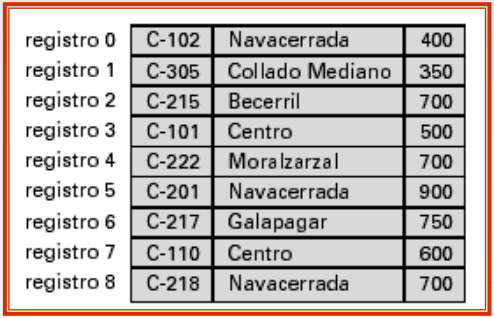 registro 0 C-102 Navacerrada 400
registro 1 C-305 Collado Mediano 350
registro 2 C-215 Becerril 700
registro 3 C-101 Centro 500
registro 4 C-222 Moralzarzal 700
registro 5 C-201 Navacerrada 900
registro 6 C-217 Galapagar 750
registro 7 C-110 Centro 600
registro 8 C-218 Navacerrada 700